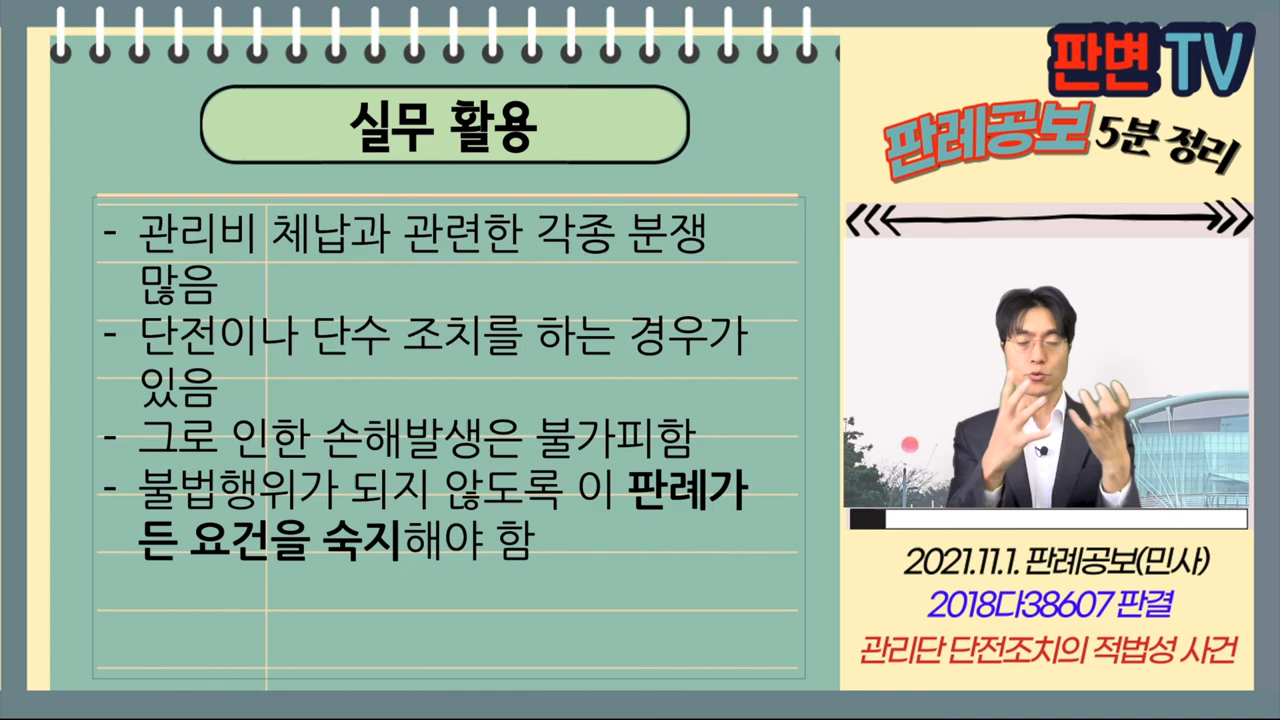 실무 활용
- 관리비 체납과 관련한 각종 분쟁
많음
- 단전이나 단수 조치를 하는 경우가
있음
- 그로 인한 손해발생은 불가피함
- 불법행위가 되지 않도록 이 판례가
든 요건을 숙지해야 함
판변 TV
판례공보 5분 정리
2021.11.1. 판례공보(민사)
2018다38607 판결
관리단 단전조치의 적법성 사건